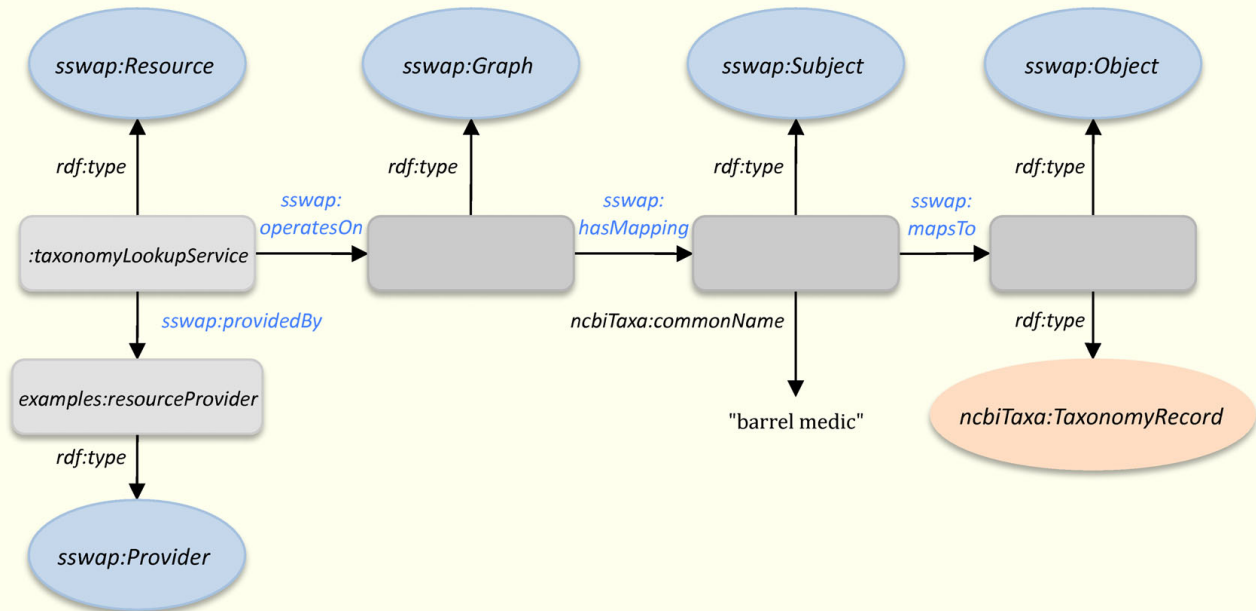 sswap:Resource
sswap:Graph
sswap:Subject
sswap:Object
rdf:type
rdf:type
rdf:type
rdf:type
sswap:
operatesOn
sswap:
hasMapping
sswap:
mapsTo
:taxonomyLookupService
sswap:providedBy
ncbiTaxa:commonName
rdf:type
examples:resourceProvider
"barrel medic"
ncbiTaxa:TaxonomyRecord
rdf:type
sswap:Provider